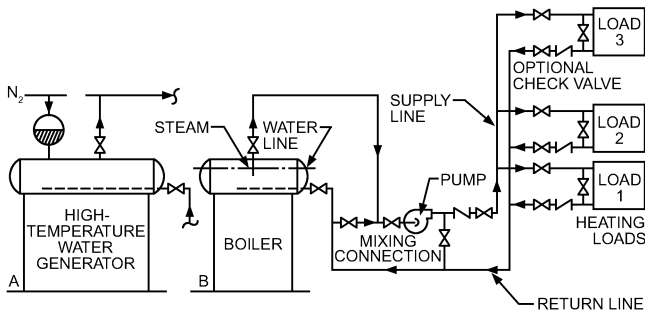 N2
A
HIGH-
TEMPERATURE
WATER
GENERATOR
STEAM
WATER
LINE
B
BOILER
MIXING
CONNECTION
PUMP
SUPPLY
LINE
OPTIONAL
CHECK VALVE
LOAD
3
LOAD
2
LOAD
1
HEATING
LOADS
RETURN LINE